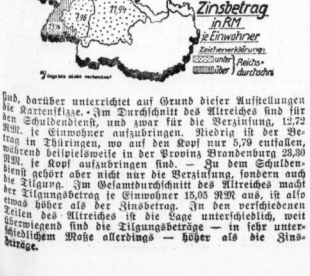 Zinsbetrag
in RM
je Einwohner
Zeichenerklärung:
unter
über
Reichs-
durchschni
sind, darüber unterrichtet auf Grund dieser Aufstellungen
die Kartenskizze. - Im Durchschnitt des Altreiches sind für
den Schuldendienst, und zwar für die Verzinsung, 12,72
RM. je Einwohner aufzubringen. Niedrig ist der Be-
trag in Thüringen, wo auf den Kopf nur 5,79 entfallen,
während beispielsweise in der Provinz Brandenburg 23,30
RM. je Kopf aufzubringen sind. — Zu dem Schulden-
dienst gehört aber nicht nur die Verzinsung, sondern auch
die Tilgung. Im Gesamtdurchschnitt des Altreiches macht
der Tilgungsbetrag je Einwohner 15,05 RM aus, ist also
etwas höher als der Zinsbetrag. In den verschiedenen
Teilen des Altreiches ist die Lage unterschiedlich, weit
überwiegend sind die Tilgungsbeträge — in sehr unter-
schiedlichem Maße allerdings — höher als die Zins-
beträge.